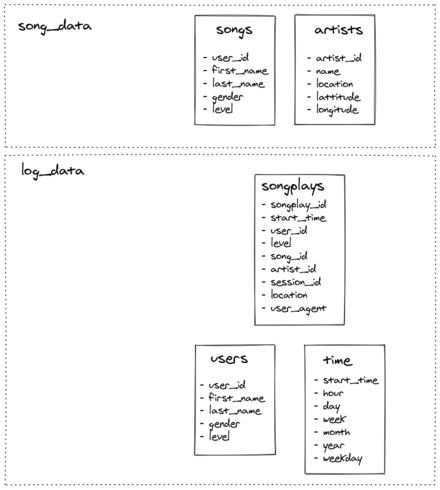 song_data
songs
- user_id
- first_name
- last_name
- gender
- level
artists
- artist_id
- name
- location
- lattitude
- longitude
log_data
songplays
- songplay_id
- start_time
- user_id
- level
- song_id
- artist_id
- session_id
- location
- user_agent
users
- user_id
- first_name
- last_name
- gender
- level
time
- start_time
- hour
- day
- week
- month
- year
- weekday